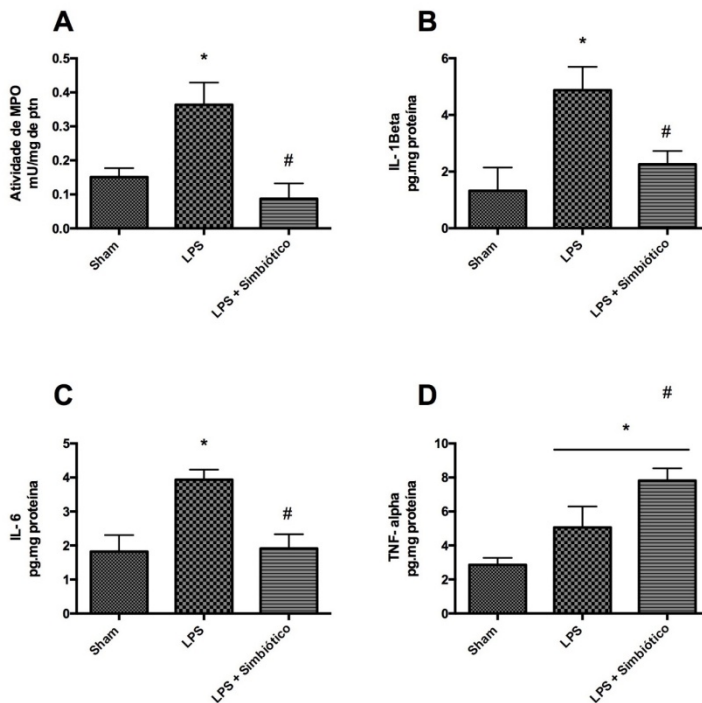 A
Atividade de MPO
mU/mg de ptn
0.5
0.4
0.3
0.2
0.1
0.0
*
#
Sham
LPS
LPS + Simbiótico
B
IL- 1Beta
pg.mg proteína
6
4
2
0
*
#
Sham
LPS
LPS + Simbiótico
C
IL- 6
pg.mg proteína
5
4
3
2
1
0
*
#
Sham
LPS
LPS + Simbiótico
D
TNF- alpha
pg.mg proteína
10
8
6
4
2
0
#
*
Sham
LPS
LPS + Simbiótico